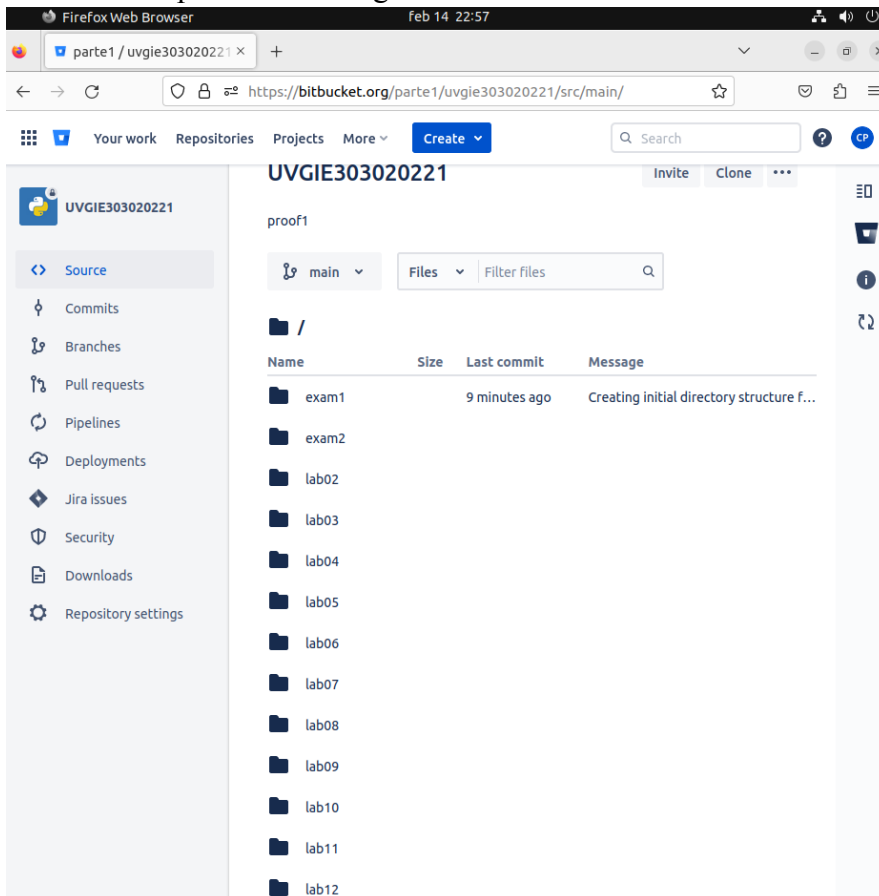 Firefox Web Browser feb 14 22:57
parte1 / uvgie303020221 × +
https://bitbucket.org/parte1/uvgie303020221/src/main/
Your work Repositories Projects More Create Search ? CP
UVGIE303020221 Invite Clone •••
UVGIE303020221
proof1
Source
main Files Filter files
Commits
Branches
/
Name Size Last commit Message
Pull requests
exam1 9 minutes ago Creating initial directory structure f...
Pipelines
exam2
Deployments
lab02
Jira issues
lab03
Security
lab04
Downloads
lab05
Repository settings
lab06
lab07
lab08
lab09
lab10
lab11
lab12